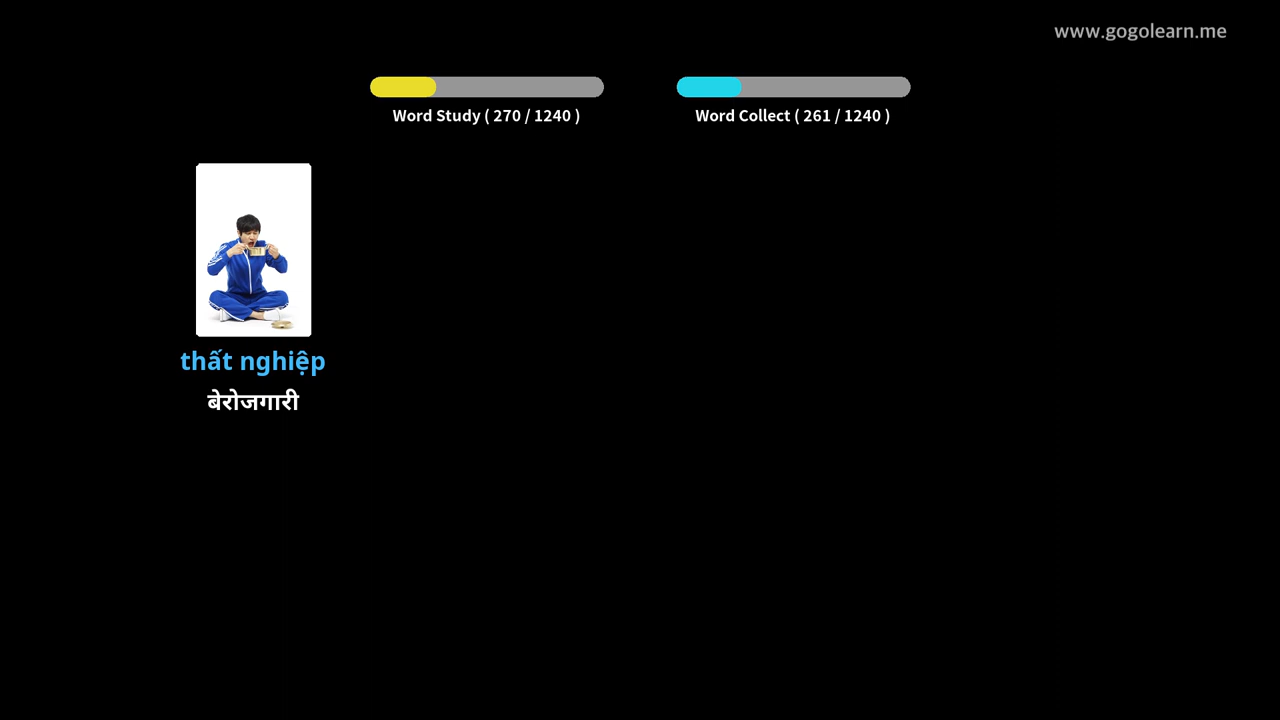 www.gogolearn.me
Word Study ( 270 / 1240 )
Word Collect ( 261 / 1240 )
thất nghiệp
बेरोजगारी